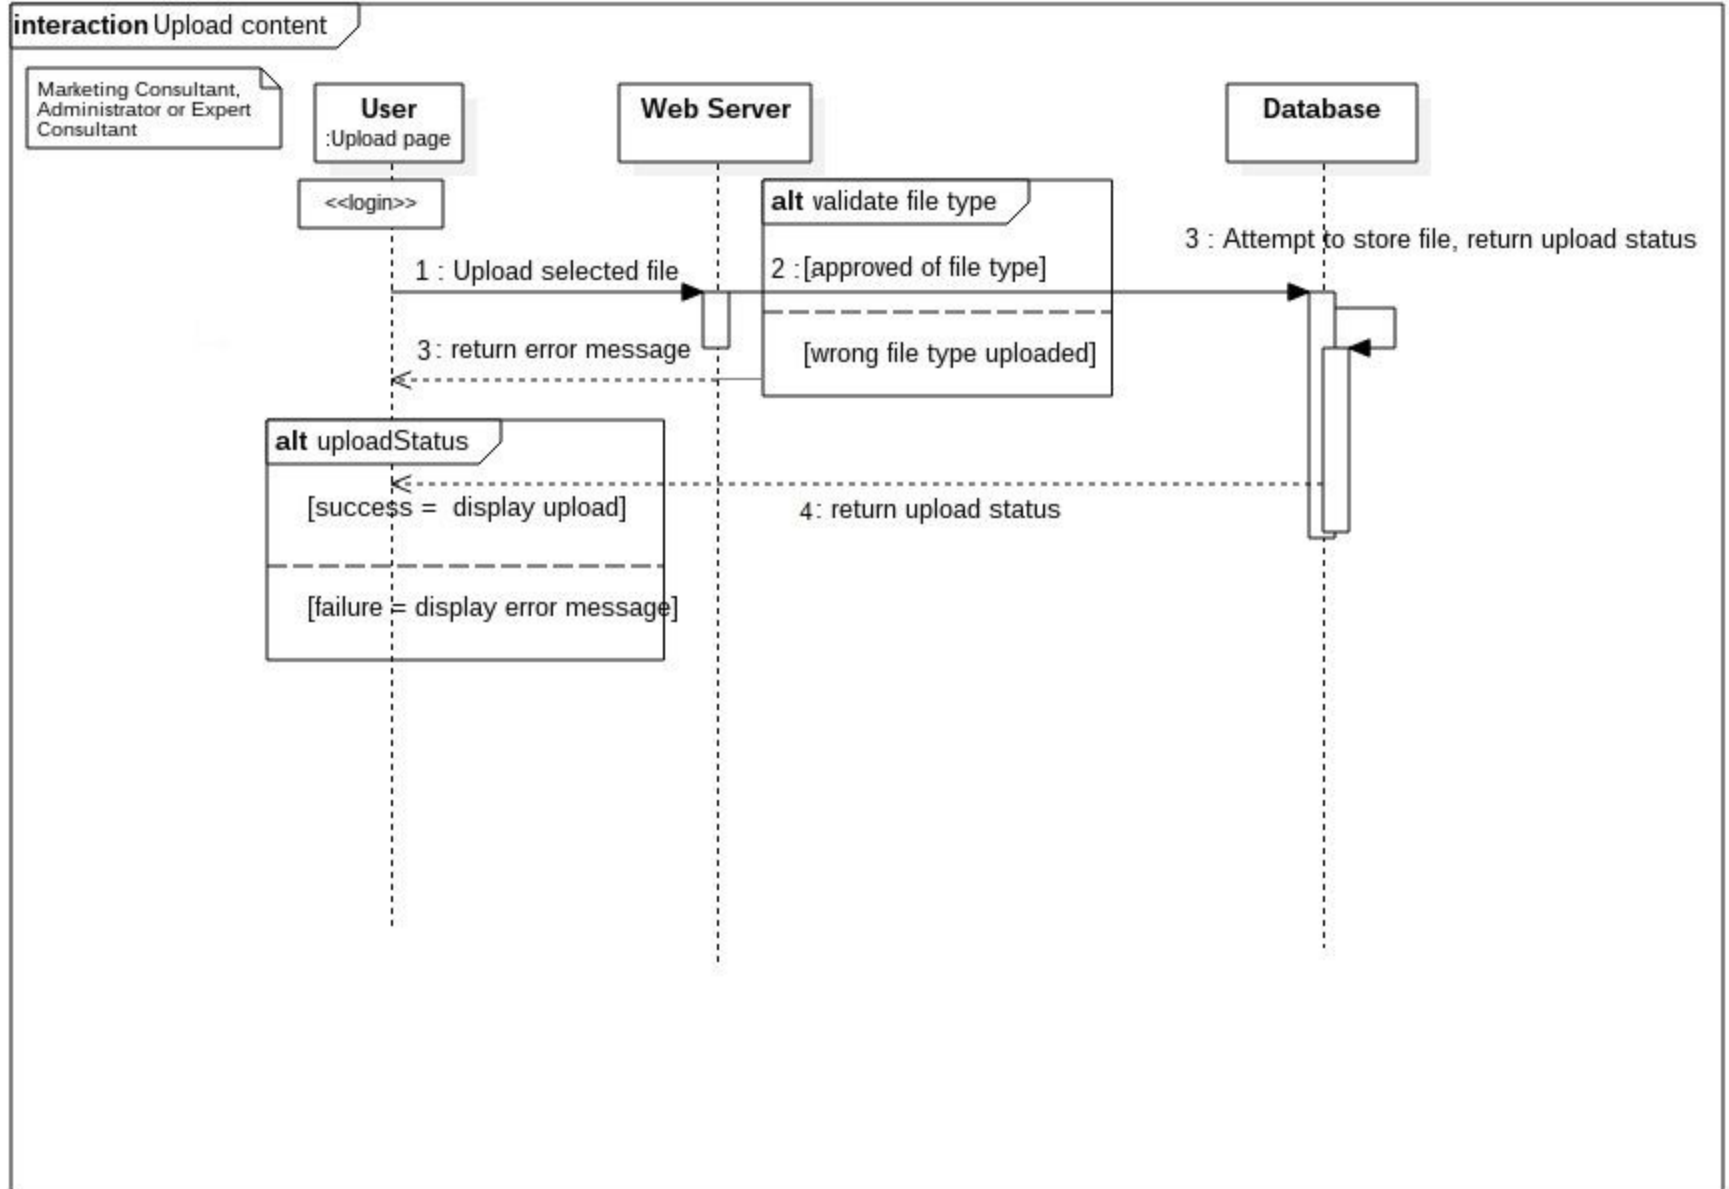 interaction Upload content
Marketing Consultant,
Administrator or Expert
Consultant
User
:Upload page
Web Server
Database
<<login>>
alt validate file type
3 : Attempt to store file, return upload status
1 : Upload selected file
2 :[approved of file type]
3: return error message
[wrong file type uploaded]
alt uploadStatus
[success = display upload]
4: return upload status
[failure = display error message]